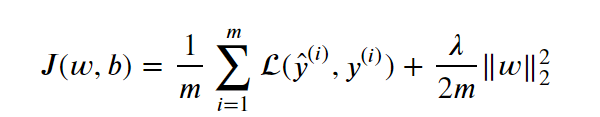 J(w, b) = \frac{1}{m} \sum_{i=1}^{m} \mathcal{L}(\hat{y}^{(i)}, y^{(i)}) + \frac{\lambda}{2m} \|w\|_2^2